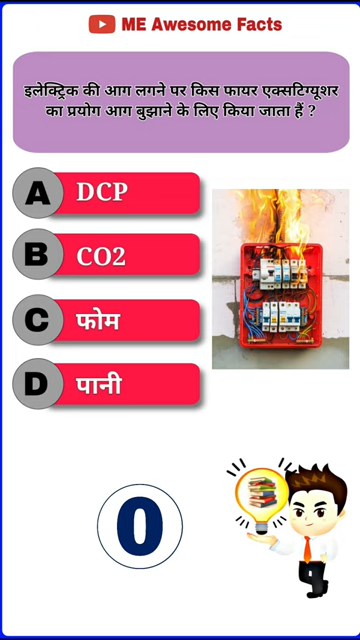 ME Awesome Facts
इलेक्ट्रिक की आग लगने पर किस फायर एक्सटिग्यूशर
का प्रयोग आग बुझाने के लिए किया जाता हैं ?
A DCP
B CO2
C फोम
D पानी
0